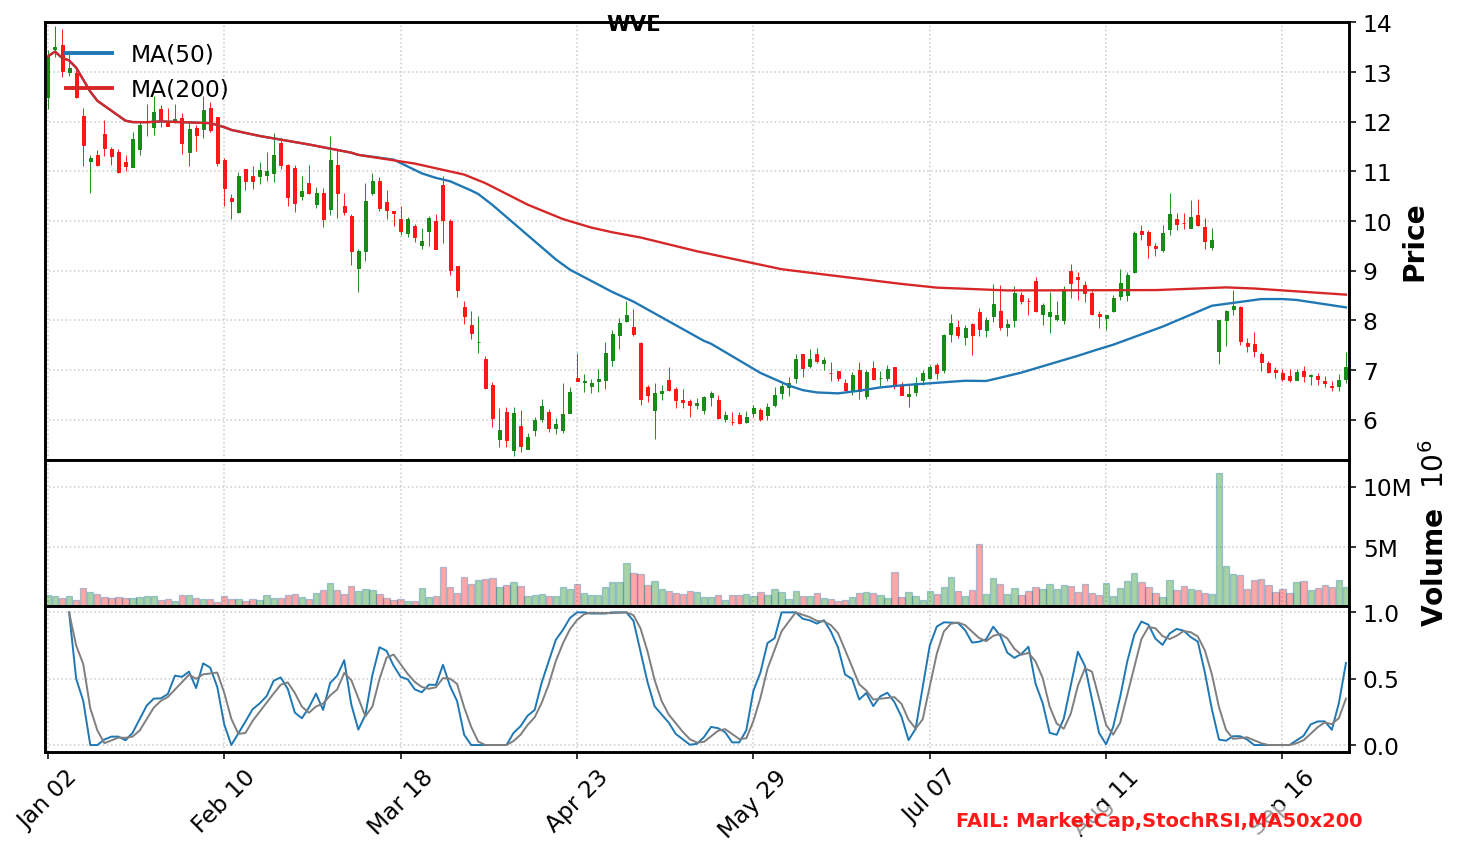 WVE
MA(50)
MA(200)
14
13
12
11
10
9
8
7
6
Price
10M
5M
Volume 10^6
1.0
0.5
0.0
Jan 02
Feb 10
Mar 18
Apr 23
May 29
Jul 07
Aug 11
Sep 16
FAIL: MarketCap,StochRSI,MA50x200